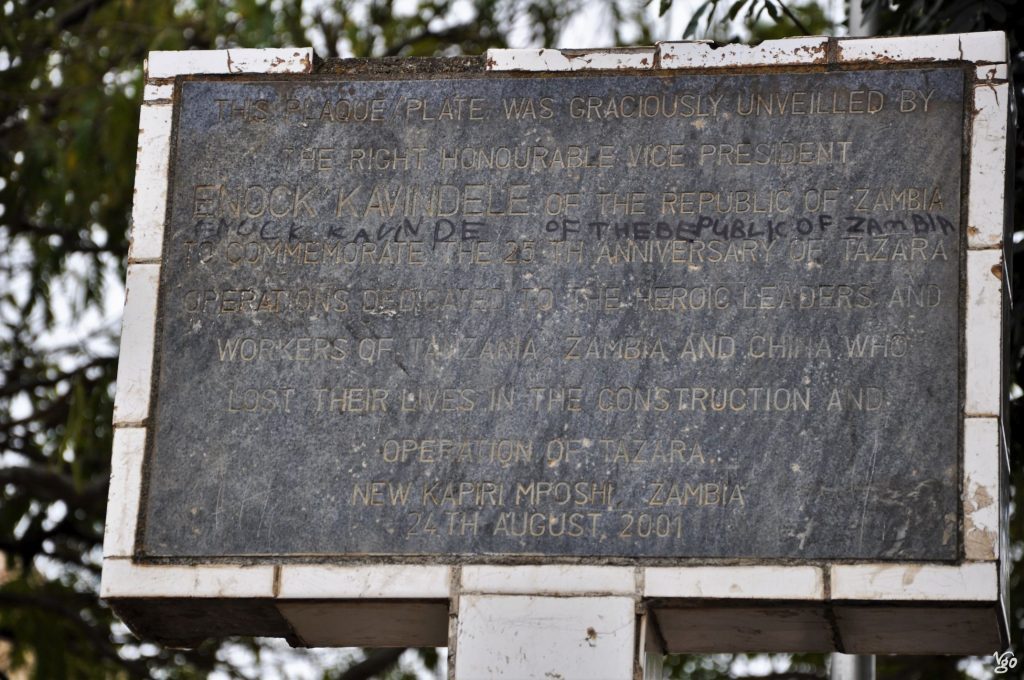 THIS PLAQUE/PLATE WAS GRACIOUSLY UNVEILLED BY
THE RIGHT HONOURABLE VICE PRESIDENT
ENOCK KAVINDELE OF THE REPUBLIC OF ZAMBIA
ENOCK KAVINDE OF THE REPUBLIC OF ZAMBIA
TO COMMEMORATE THE 25TH ANNIVERSARY OF TAZARA
OPERATIONS DEDICATED TO THE HEROIC LEADERS AND
WORKERS OF TANZANIA, ZAMBIA AND CHINA WHO
LOST THEIR LIVES IN THE CONSTRUCTION AND
OPERATION OF TAZARA.
NEW KAPIRI MPOSHI, ZAMBIA
24TH AUGUST, 2001
Vgo